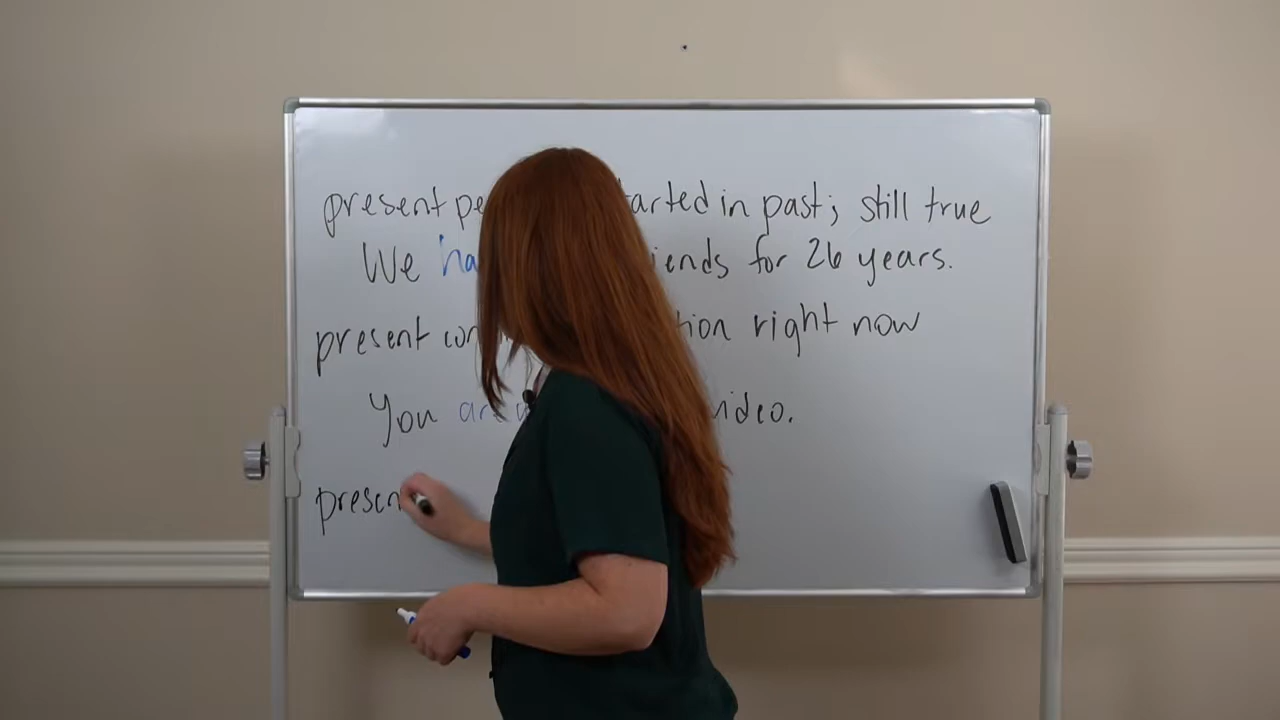 present pe arted in past; still true
We ha iends for 26 years.
present con tion right now
You are w ideo.
presen